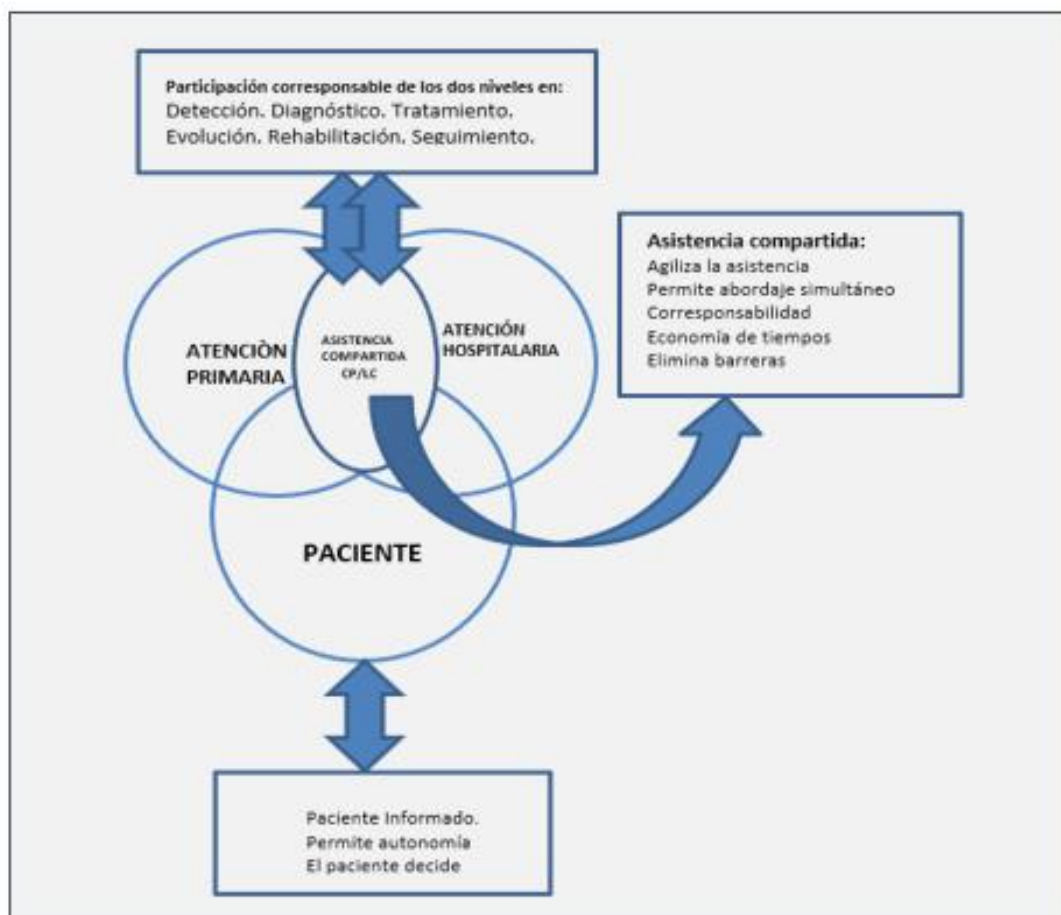 Participación corresponsable de los dos niveles en:
Detección. Diagnóstico. Tratamiento.
Evolución. Rehabilitación. Seguimiento.
Asistencia compartida:
Agiliza la asistencia
Permite abordaje simultáneo
Corresponsabilidad
Economía de tiempos
Elimina barreras
ATENCIÒN
PRIMARIA
ASISTENCIA
COMPARTIDA
CP/LC
ATENCIÓN
HOSPITALARIA
PACIENTE
Paciente Informado.
Permite autonomía
El paciente decide